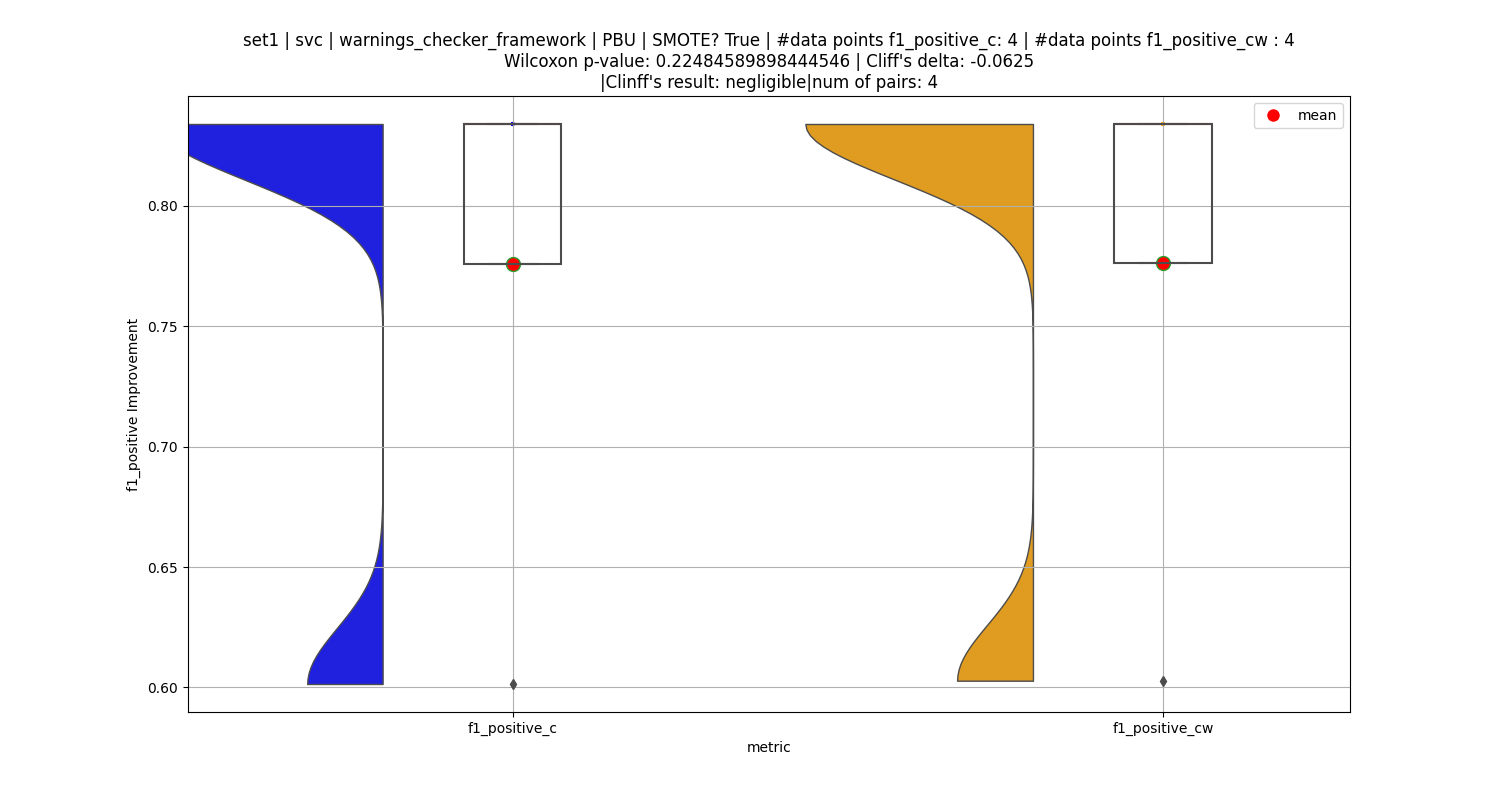 set1 | svc | warnings_checker_framework | PBU | SMOTE? True | #data points f1_positive_c: 4 | #data points f1_positive_cw : 4
Wilcoxon p-value: 0.22484589898444546 | Cliff's delta: -0.0625
|Clinff's result: negligible|num of pairs: 4
mean
0.80
0.75
0.70
0.65
0.60
f1_positive Improvement
f1_positive_c
f1_positive_cw
metric